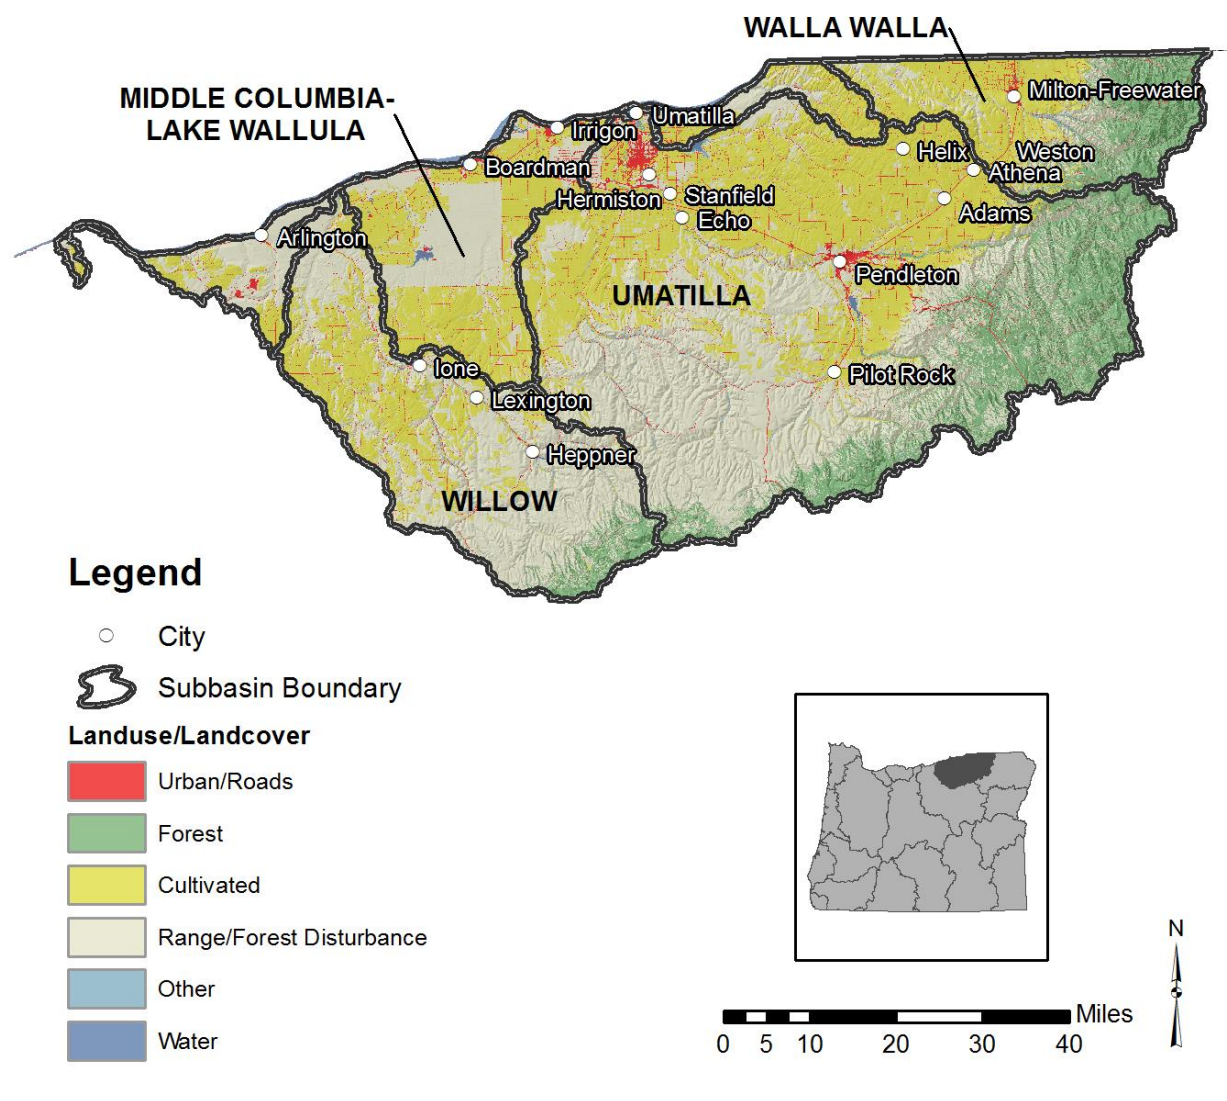 WALLA WALLA
MIDDLE COLUMBIA-
LAKE WALLULA
Milton-Freewater
Umatilla
Irrigon
Helix
Weston
Boardman
Athena
Hermiston
Stanfield
Adams
Echo
Arlington
Pendleton
UMATILLA
Ione
Pilot Rock
Lexington
Heppner
WILLOW
Legend
City
Subbasin Boundary
Landuse/Landcover
Urban/Roads
Forest
Cultivated
Range/Forest Disturbance
Other
Water
N
Miles
0 5 10 20 30 40